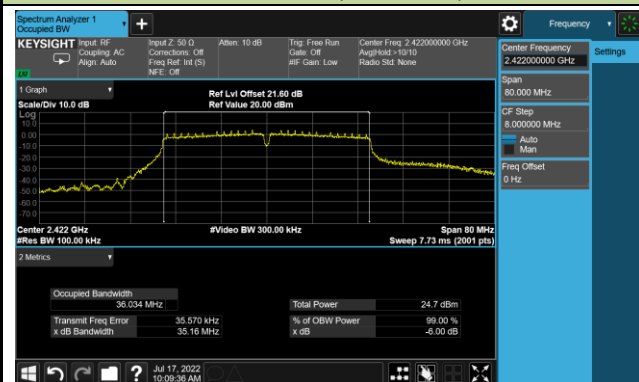 Spectrum Analyzer 1
Occupied BW
Frequency
KEYSIGHT
Input: RF
Coupling: AC
Align: Auto
Input Z: 50 Ω
Corrections: Off
Freq Ref: Int (S)
NFE: Off
Atten: 10 dB
Trig: Free Run
Gate: Off
#IF Gain: Low
Center Freq: 2.422000000 GHz
Avg|Hold:>10/10
Radio Std: None
Center Frequency
2.422000000 GHz
Settings
Span
80.000 MHz
CF Step
8.000000 MHz
Auto
Man
Freq Offset
0 Hz
1 Graph
Scale/Div 10.0 dB
Ref Lvl Offset 21.60 dB
Ref Value 20.00 dBm
Log
10.0
0.00
-10.0
-20.0
-30.0
-40.0
-50.0
-60.0
-70.0
Center 2.422 GHz
#Res BW 100.00 kHz
#Video BW 300.00 kHz
Span 80 MHz
Sweep 7.73 ms (2001 pts)
2 Metrics
Occupied Bandwidth
36.034 MHz
Total Power 24.7 dBm
Transmit Freq Error 35.570 kHz
% of OBW Power 99.00 %
x dB Bandwidth 35.16 MHz
x dB -6.00 dB
Jul 17, 2022
10:09:36 AM